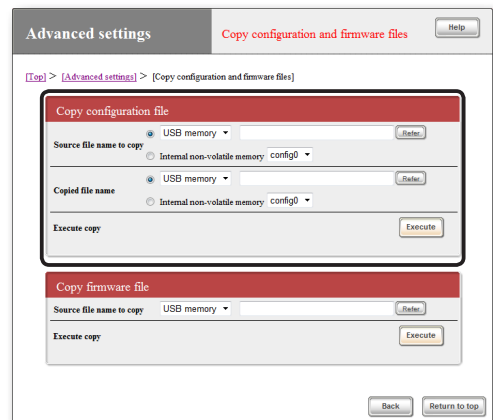 Advanced settings
Copy configuration and firmware files
Help
[Top] > [Advanced settings] > [Copy configuration and firmware files]
Copy configuration file
Source file name to copy
USB memory
Refer
Internal non-volatile memory config0
Copied file name
USB memory
Refer
Internal non-volatile memory config0
Execute copy
Execute
Copy firmware file
Source file name to copy USB memory
Refer
Execute copy
Execute
Back
Return to top